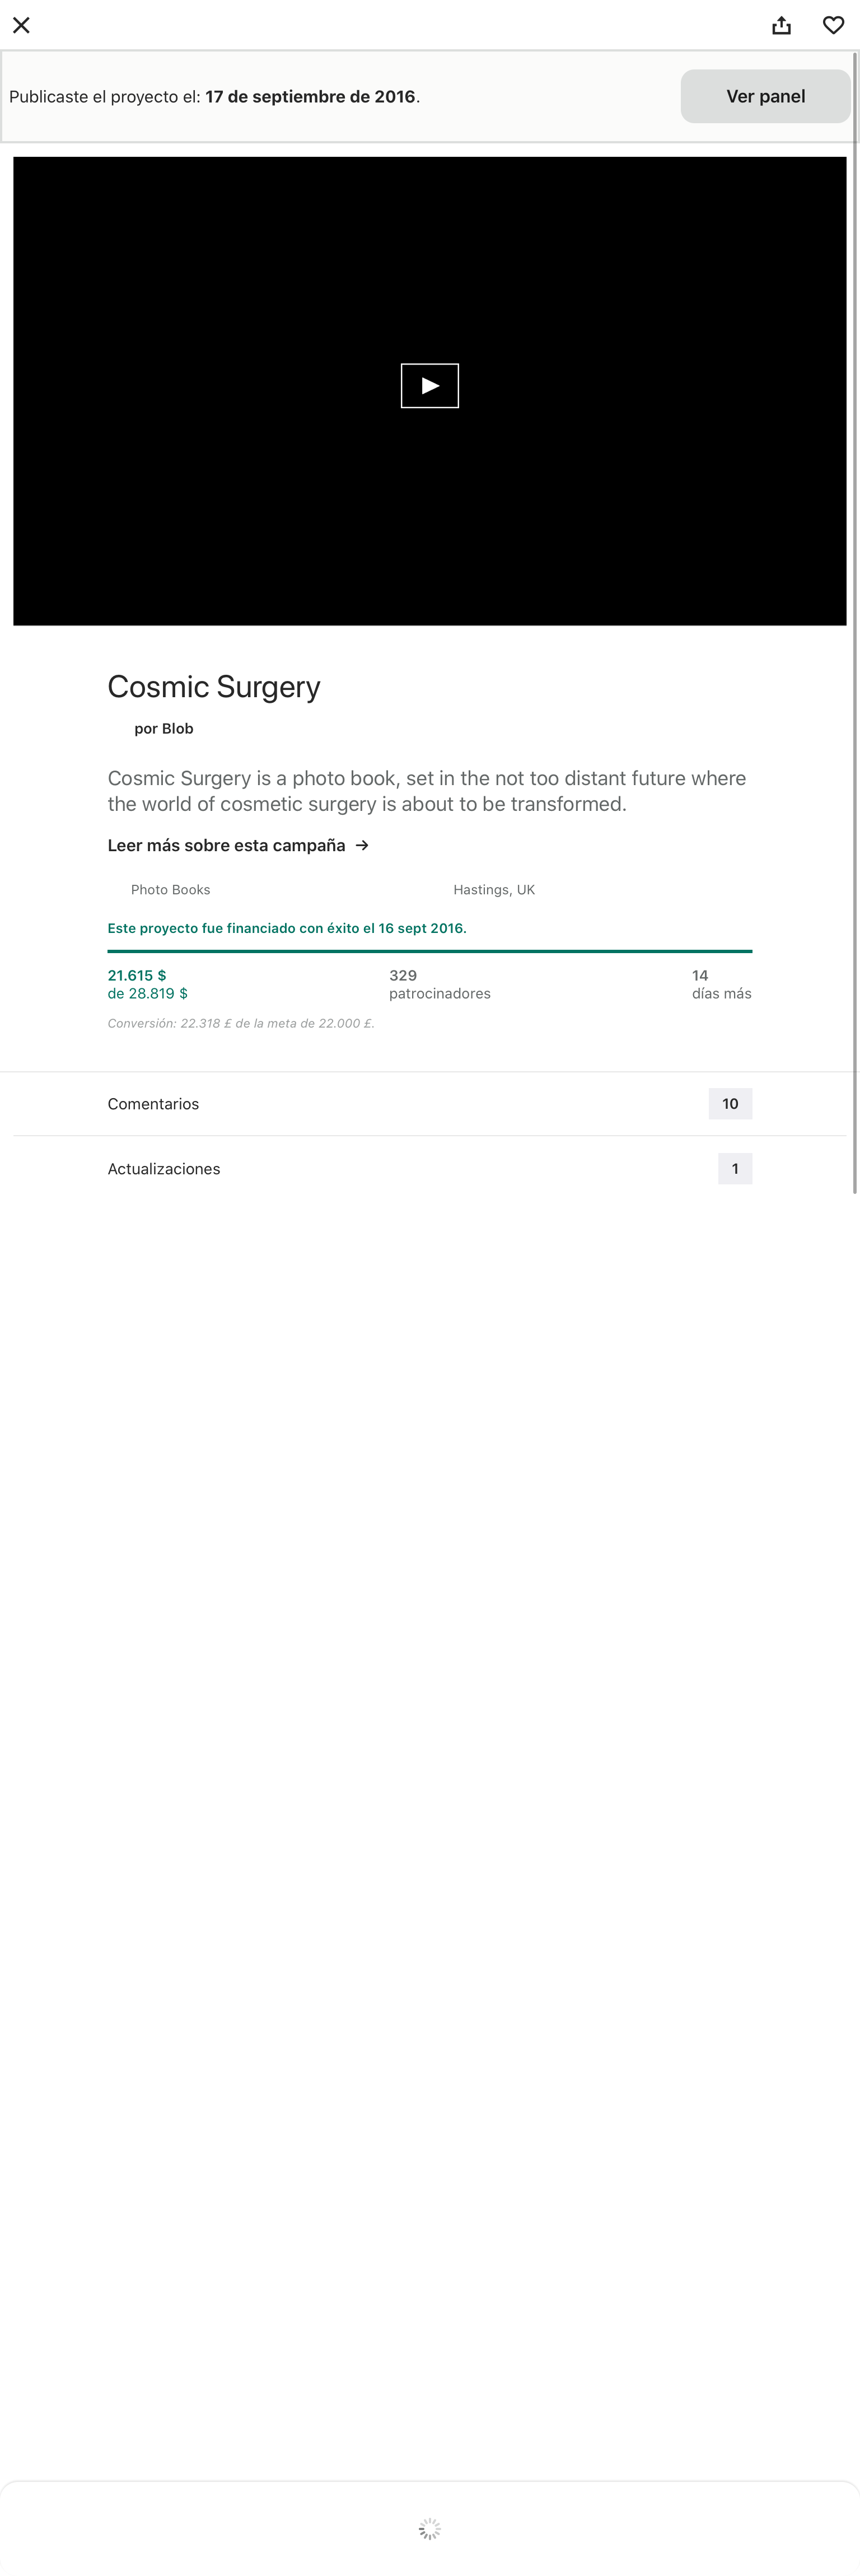 Publicaste el proyecto el: 17 de septiembre de 2016.
Ver panel
Cosmic Surgery
por Blob
Cosmic Surgery is a photo book, set in the not too distant future where
the world of cosmetic surgery is about to be transformed.
Leer más sobre esta campaña →
Photo Books
Hastings, UK
Este proyecto fue financiado con éxito el 16 sept 2016.
21.615 $
de 28.819 $
329
patrocinadores
14
días más
Conversión: 22.318 £ de la meta de 22.000 £.
Comentarios
10
Actualizaciones
1